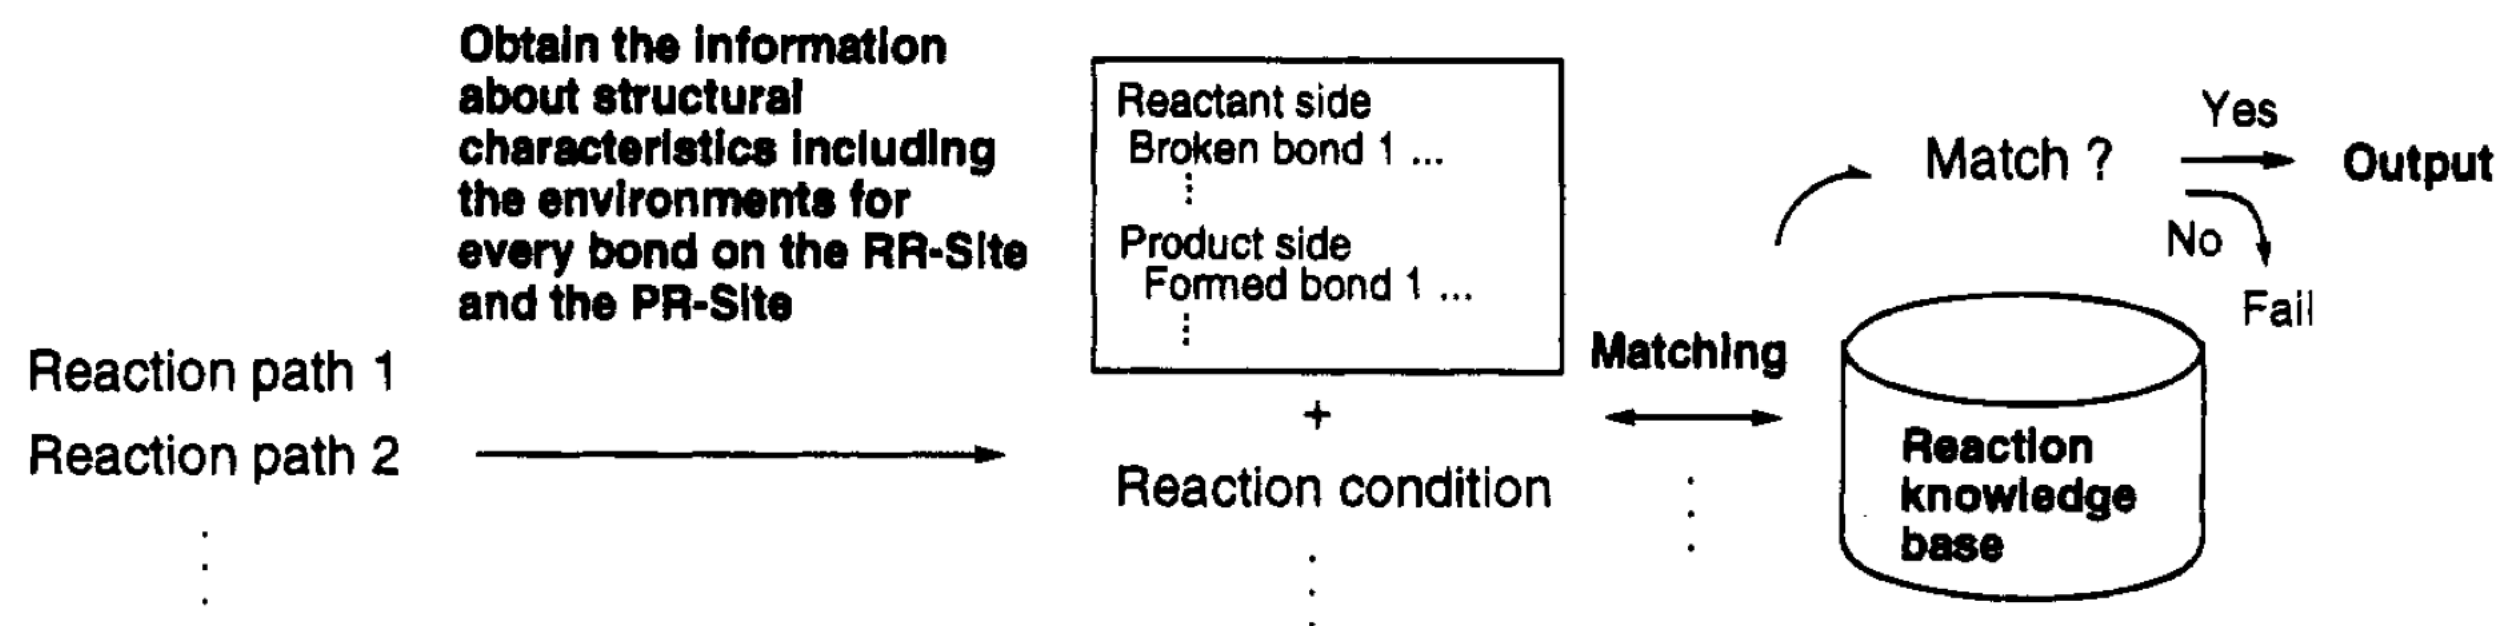 Obtain the information
about structural
characteristics including
the environments for
every bond on the RR-Site
and the PR-Site
Reaction path 1
Reaction path 2
Reactant side
Broken bond 1 ...
Product side
Formed bond 1 ...
+
Reaction condition
Matching
Match ?
Yes
Output
No
Fail
Reaction
knowledge
base